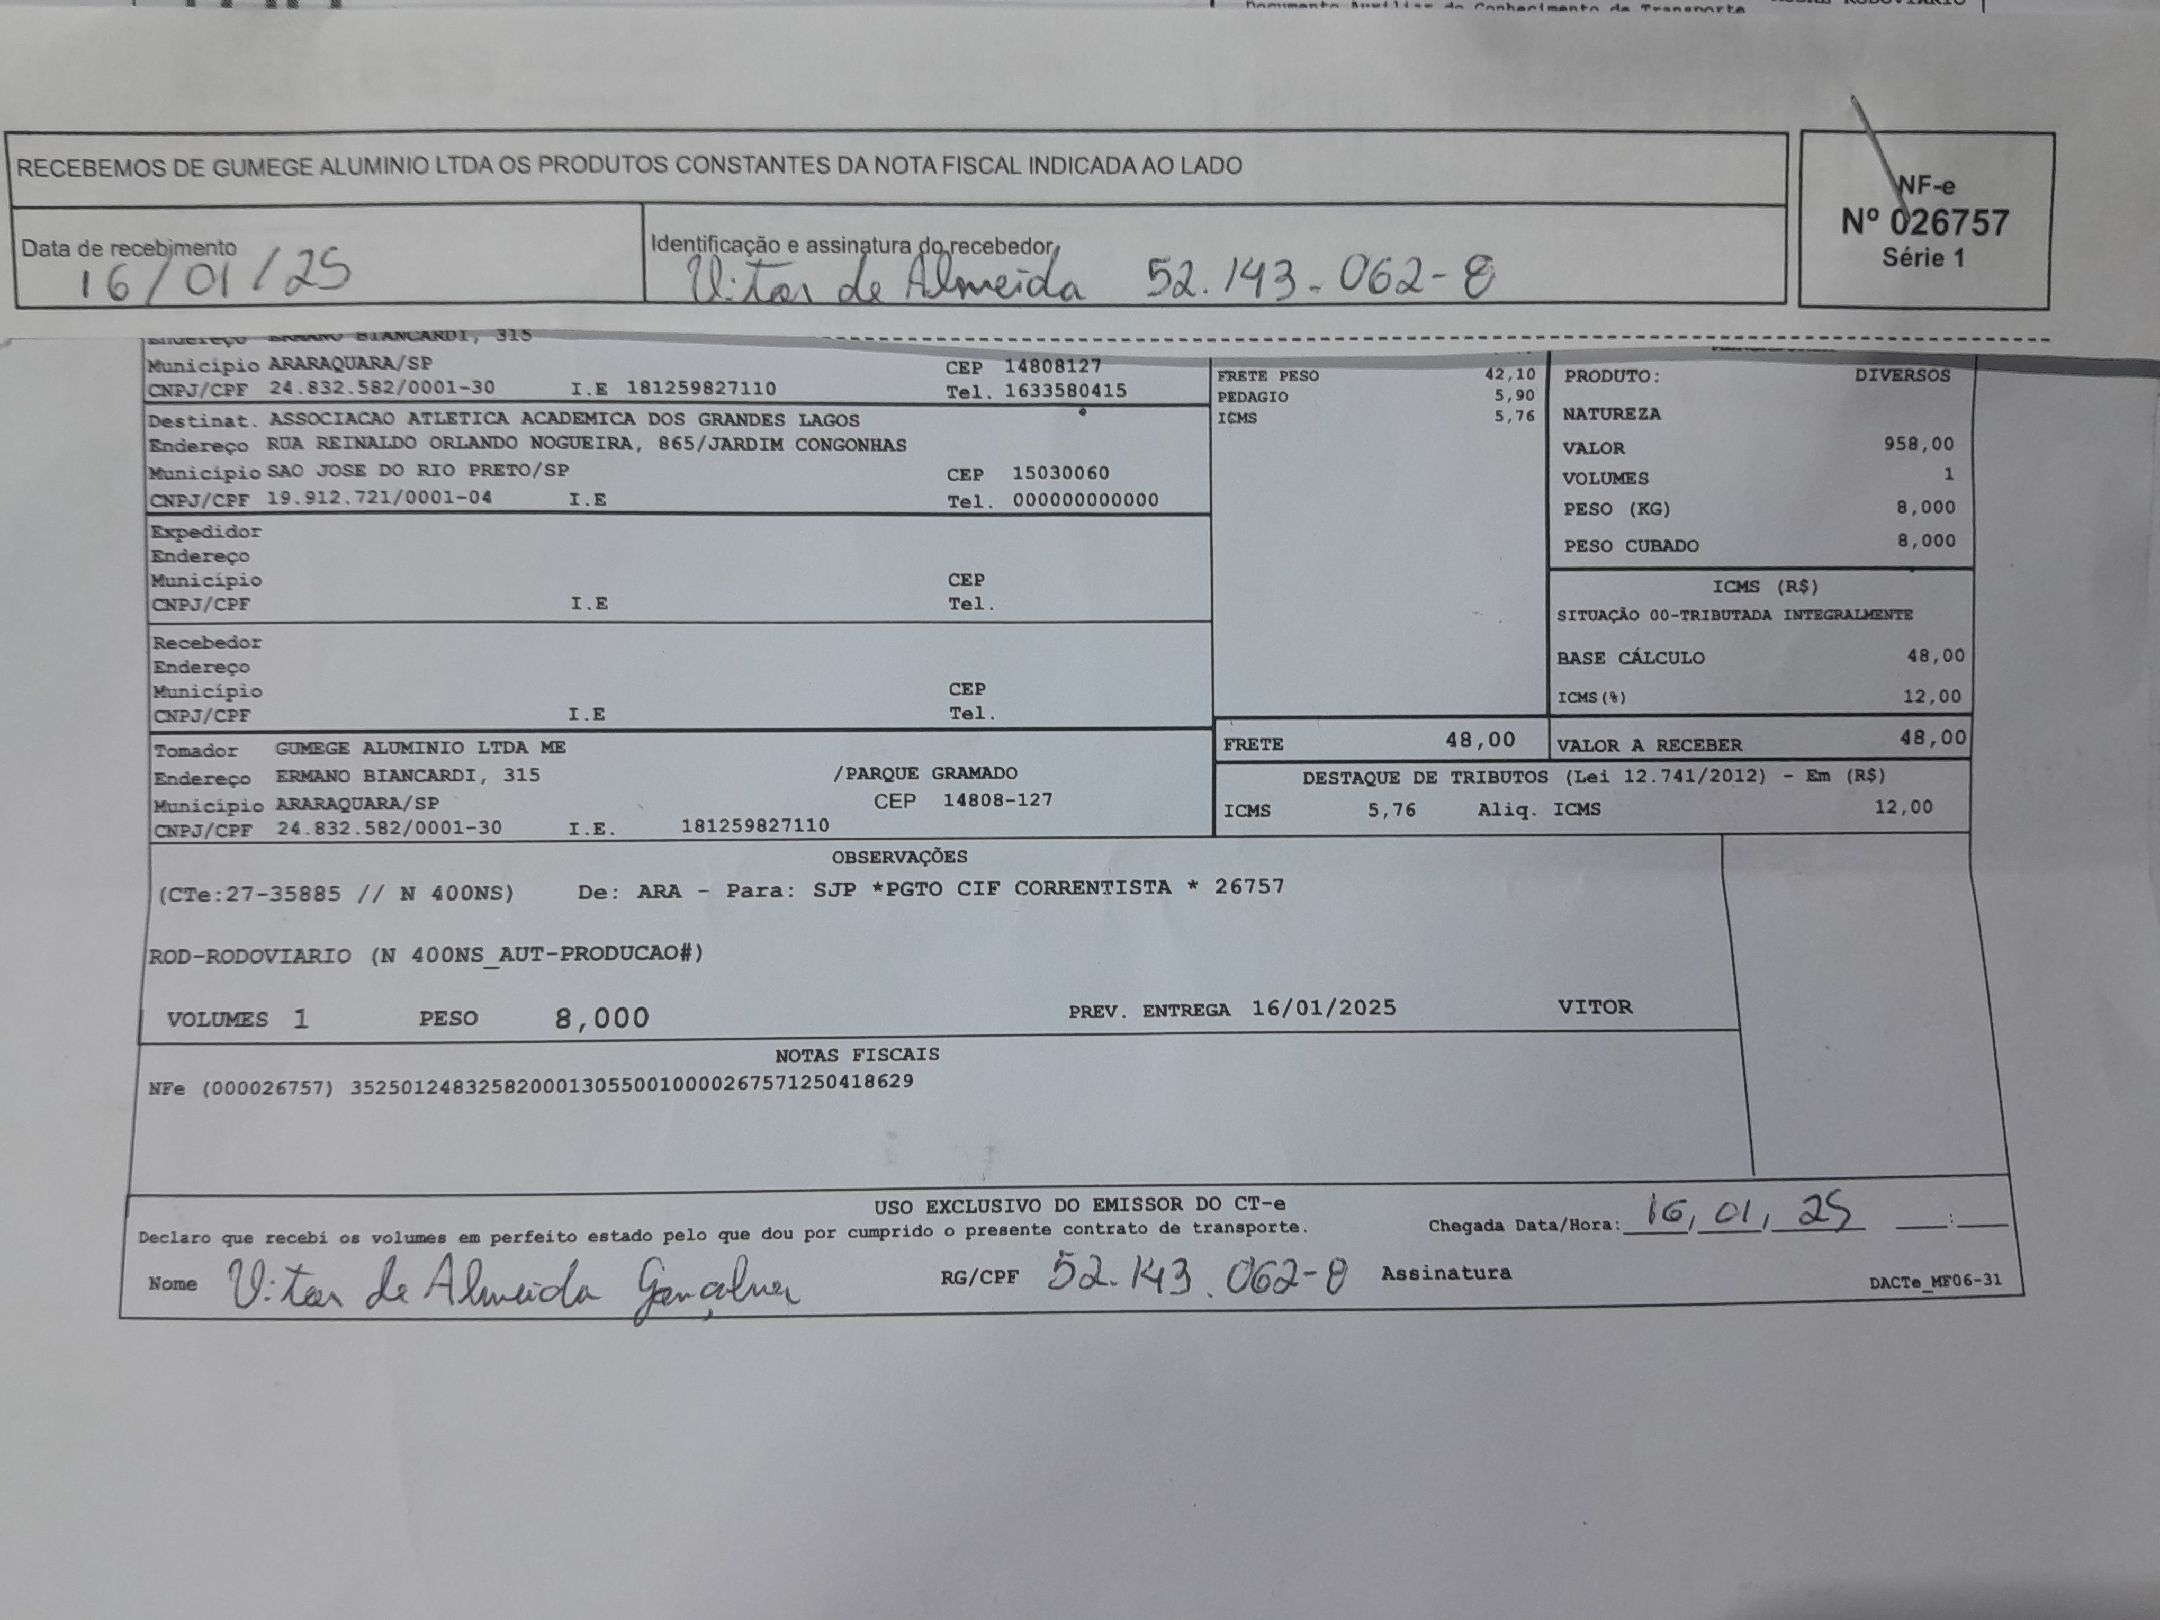 Documento Auxiliar do Conhecimento de Transporte
RECEBEMOS DE GUMEGE ALUMINIO LTDA OS PRODUTOS CONSTANTES DA NOTA FISCAL INDICADA AO LADO
NF-e
Nº 026757
Série 1
Data de recebimento
16/01/25
Identificação e assinatura do recebedor
Vitor de Almeida 52.143.062-8
Endereço ERMANO BIANCARDI, 315
Município ARARAQUARA/SP CEP 14808127
CNPJ/CPF 24.832.582/0001-30 I.E 181259827110 Tel. 1633580415
Destinat. ASSOCIACAO ATLETICA ACADEMICA DOS GRANDES LAGOS
Endereço RUA REINALDO ORLANDO NOGUEIRA, 865/JARDIM CONGONHAS
Município SAO JOSE DO RIO PRETO/SP CEP 15030060
CNPJ/CPF 19.912.721/0001-04 I.E Tel. 000000000000
Expedidor
Endereço
Município CEP
CNPJ/CPF I.E Tel.
Recebedor
Endereço
Município CEP
CNPJ/CPF I.E Tel.
Tomador GUMEGE ALUMINIO LTDA ME
Endereço ERMANO BIANCARDI, 315 /PARQUE GRAMADO
Município ARARAQUARA/SP CEP 14808-127
CNPJ/CPF 24.832.582/0001-30 I.E. 181259827110
FRETE PESO 42,10
PEDAGIO 5,90
ICMS 5,76
PRODUTO: DIVERSOS
NATUREZA
VALOR 958,00
VOLUMES 1
PESO (KG) 8,000
PESO CUBADO 8,000
ICMS (R$)
SITUAÇÃO 00-TRIBUTADA INTEGRALMENTE
BASE CÁLCULO 48,00
ICMS(%) 12,00
FRETE 48,00 VALOR A RECEBER 48,00
DESTAQUE DE TRIBUTOS (Lei 12.741/2012) - Em (R$)
ICMS 5,76 Aliq. ICMS 12,00
OBSERVAÇÕES
(CTe:27-35885 // N 400NS) De: ARA - Para: SJP *PGTO CIF CORRENTISTA * 26757
ROD-RODOVIARIO (N 400NS_AUT-PRODUCAO#)
VOLUMES 1 PESO 8,000 PREV. ENTREGA 16/01/2025 VITOR
NOTAS FISCAIS
NFe (000026757) 35250124832582000130550010000267571250418629
USO EXCLUSIVO DO EMISSOR DO CT-e
Declaro que recebi os volumes em perfeito estado pelo que dou por cumprido o presente contrato de transporte. Chegada Data/Hora: 16, 01, 25 __:__
Nome Vitor de Almeida Gonçalves RG/CPF 52.143.062-8 Assinatura
DACTe_MF06-31